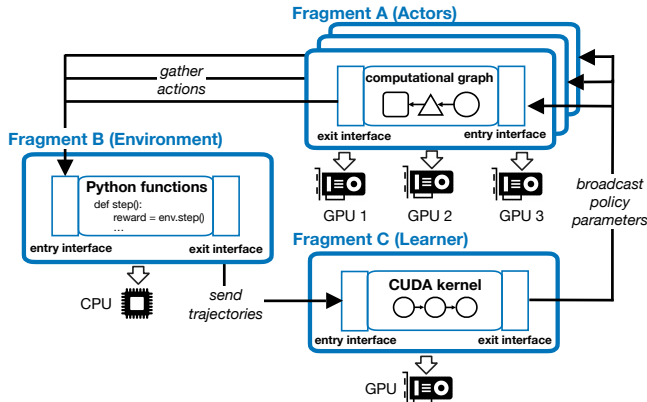 Fragment A (Actors)
computational graph
exit interface
entry interface
gather
actions
GPU 1
GPU 2
GPU 3
Fragment B (Environment)
Python functions
def step():
reward = env.step()
...
entry interface
exit interface
CPU
send
trajectories
broadcast
policy
parameters
Fragment C (Learner)
CUDA kernel
entry interface
exit interface
GPU